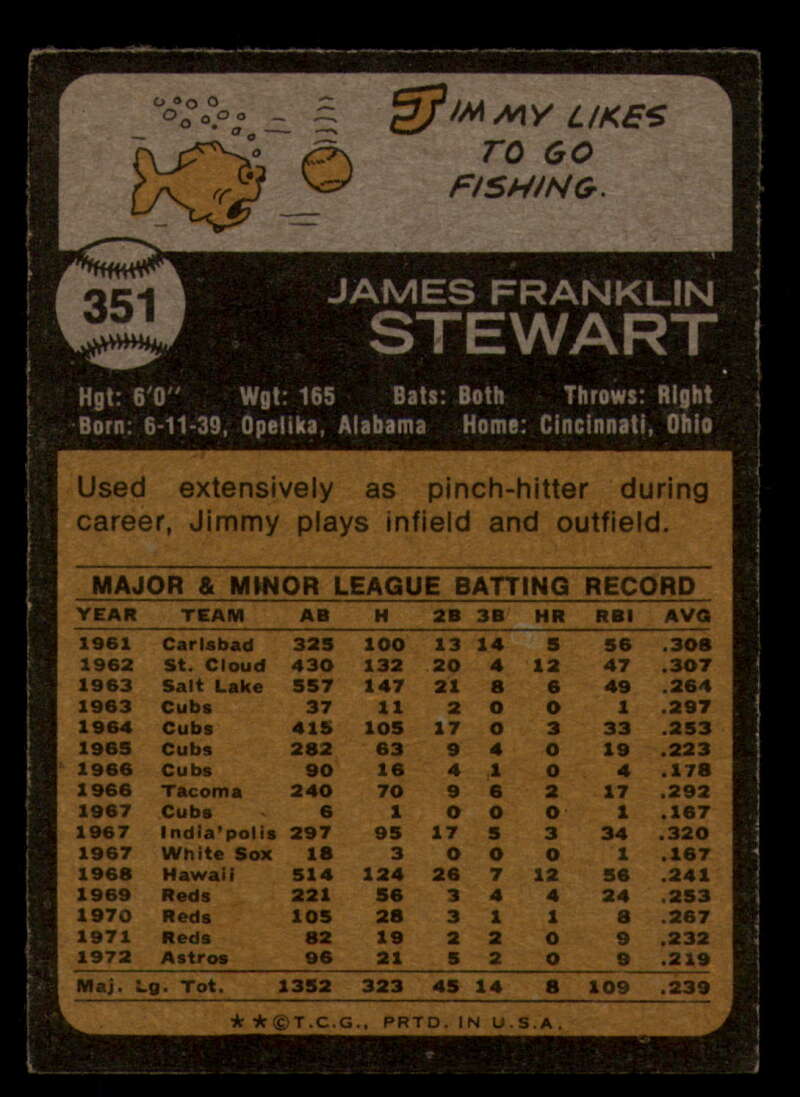 JIMMY LIKES
TO GO
FISHING.
351
JAMES FRANKLIN
STEWART
Hgt: 6'0" Wgt: 165 Bats: Both Throws: Right
Born: 6-11-39, Opelika, Alabama Home: Cincinnati, Ohio
Used extensively as pinch-hitter during
career, Jimmy plays infield and outfield.
MAJOR & MINOR LEAGUE BATTING RECORD
YEAR TEAM AB H 2B 3B HR RBI AVG
1961 Carlsbad 325 100 13 14 5 56 .308
1962 St. Cloud 430 132 20 4 12 47 .307
1963 Salt Lake 557 147 21 8 6 49 .264
1963 Cubs 37 11 2 0 0 1 .297
1964 Cubs 415 105 17 0 3 33 .253
1965 Cubs 282 63 9 4 0 19 .223
1966 Cubs 90 16 4 1 0 4 .178
1966 Tacoma 240 70 9 6 2 17 .292
1967 Cubs 6 1 0 0 0 1 .167
1967 India'polis 297 95 17 5 3 34 .320
1967 White Sox 18 3 0 0 0 1 .167
1968 Hawaii 514 124 26 7 12 56 .241
1969 Reds 221 56 3 4 4 24 .253
1970 Reds 105 28 3 1 1 8 .267
1971 Reds 82 19 2 2 0 9 .232
1972 Astros 96 21 5 2 0 9 .219
Maj. Lg. Tot. 1352 323 45 14 8 109 .239
★★©T.C.G., PRTD. IN U.S.A.